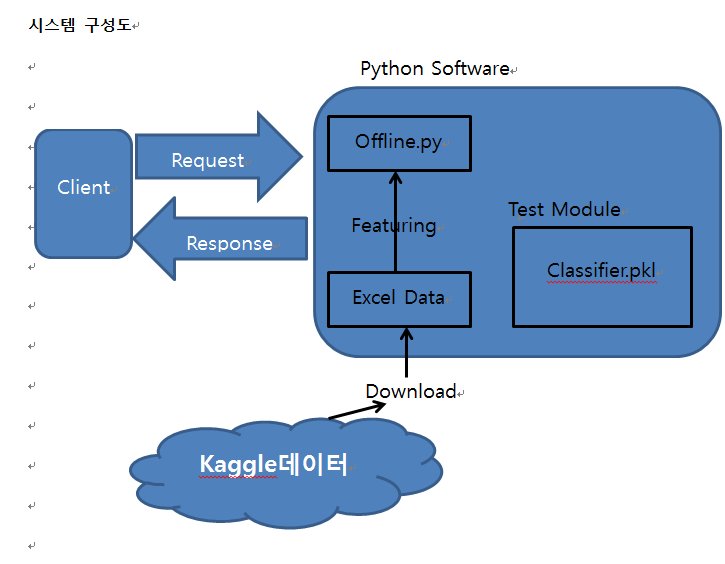 시스템 구성도
Python Software
Offline.py
Request
Client
Test Module
Featuring
Response
Classifier.pkl
Excel Data
Download
Kaggle데이터